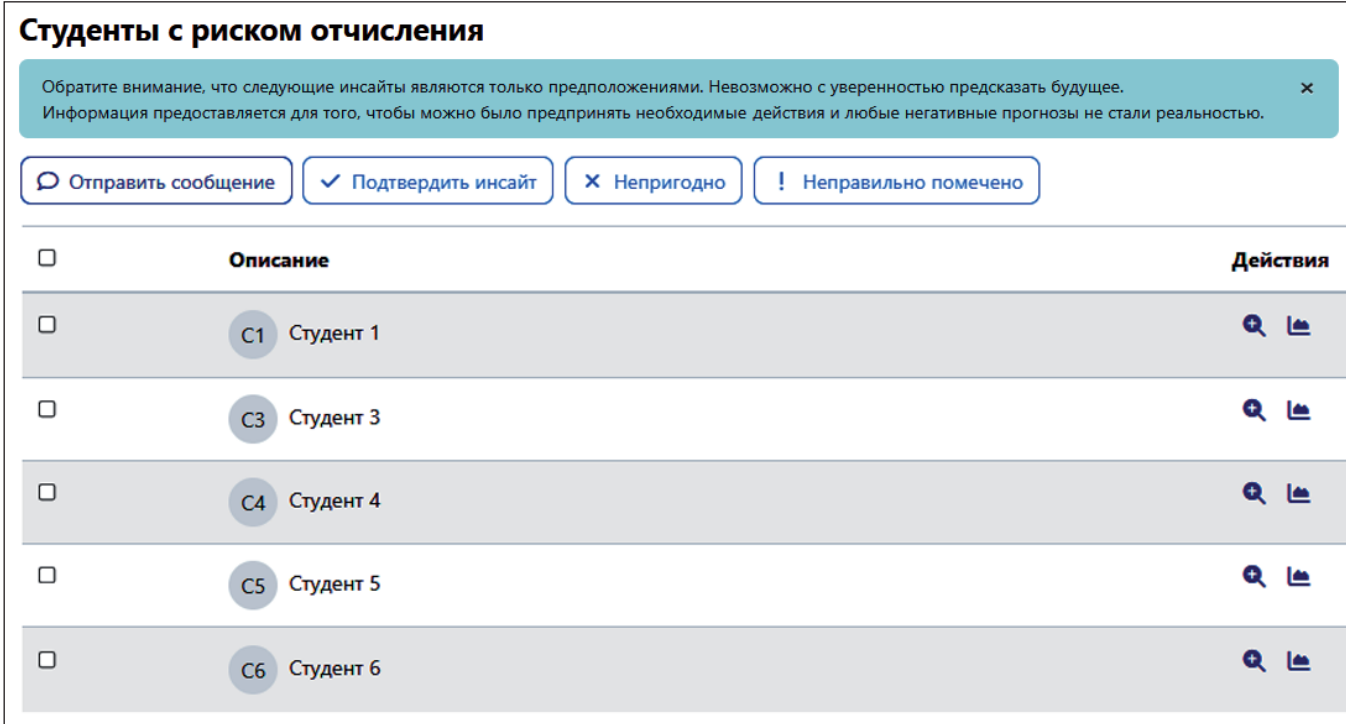 Студенты с риском отчисления
Обратите внимание, что следующие инсайты являются только предположениями. Невозможно с уверенностью предсказать будущее.
Информация предоставляется для того, чтобы можно было предпринять необходимые действия и любые негативные прогнозы не стали реальностью.
Отправить сообщение Подтвердить инсайт Непригодно Неправильно помечено
Описание Действия
С1 Студент 1
С3 Студент 3
С4 Студент 4
С5 Студент 5
С6 Студент 6